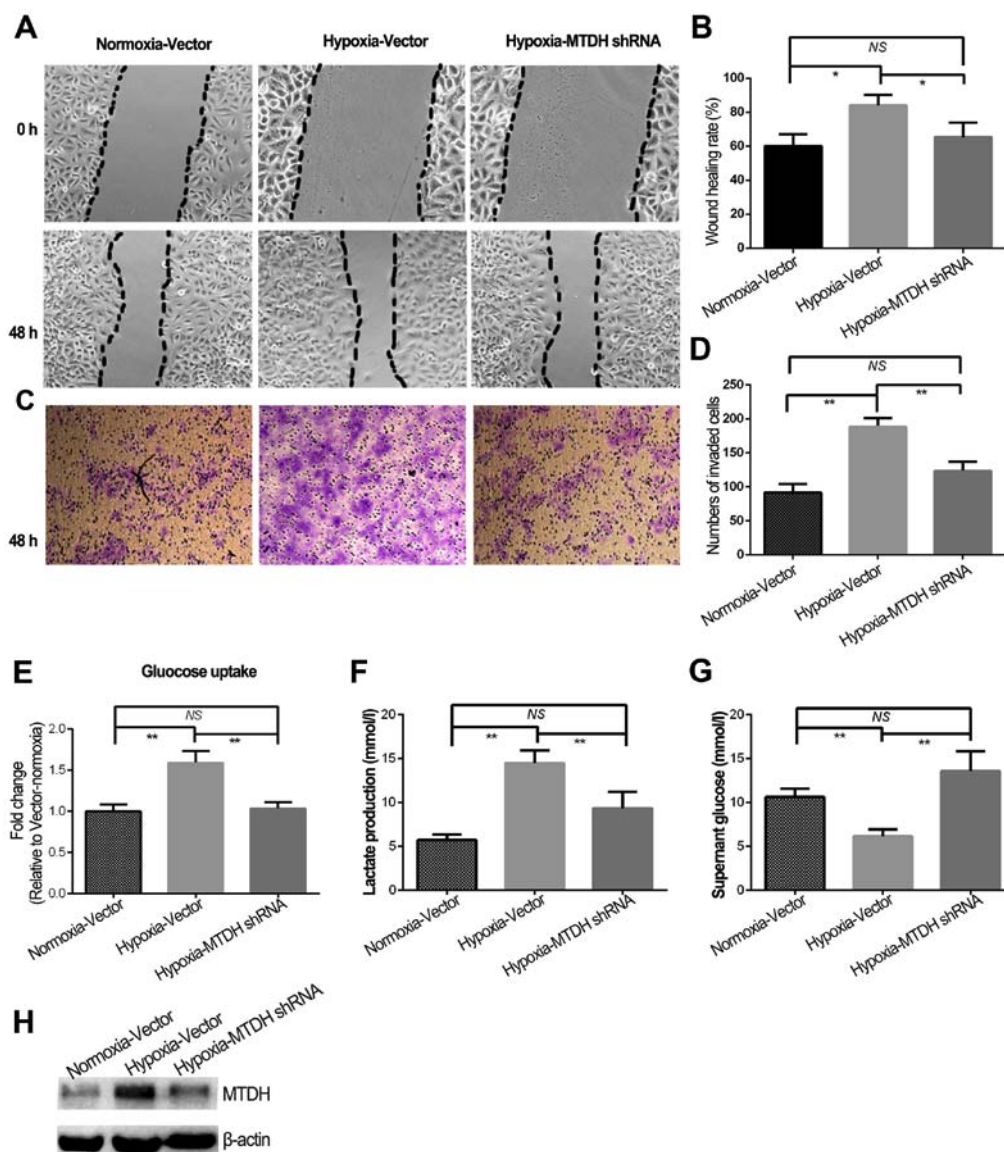 A
Normoxia-Vector
Hypoxia-Vector
Hypoxia-MTDH shRNA
0 h
48 h
B
NS
*
*
Wound healing rate (%)
100
80
60
40
20
0
Normoxia-Vector
Hypoxia-Vector
Hypoxia-MTDH shRNA
C
48 h
D
NS
**
**
Numbers of invaded cells
250
200
150
100
50
0
Normoxia-Vector
Hypoxia-Vector
Hypoxia-MTDH shRNA
E
Gluocose uptake
NS
**
**
Fold change
(Relative to Vector-normoxia)
2.0
1.5
1.0
0.5
0.0
Normoxia-Vector
Hypoxia-Vector
Hypoxia-MTDH shRNA
F
NS
**
**
Lactate production (mmol/l)
20
15
10
5
0
Normoxia-Vector
Hypoxia-Vector
Hypoxia-MTDH shRNA
G
NS
**
**
Supernant glucose (mmol/l)
20
15
10
5
0
Normoxia-Vector
Hypoxia-Vector
Hypoxia-MTDH shRNA
H
Normoxia-Vector
Hypoxia-Vector
Hypoxia-MTDH shRNA
MTDH
β-actin